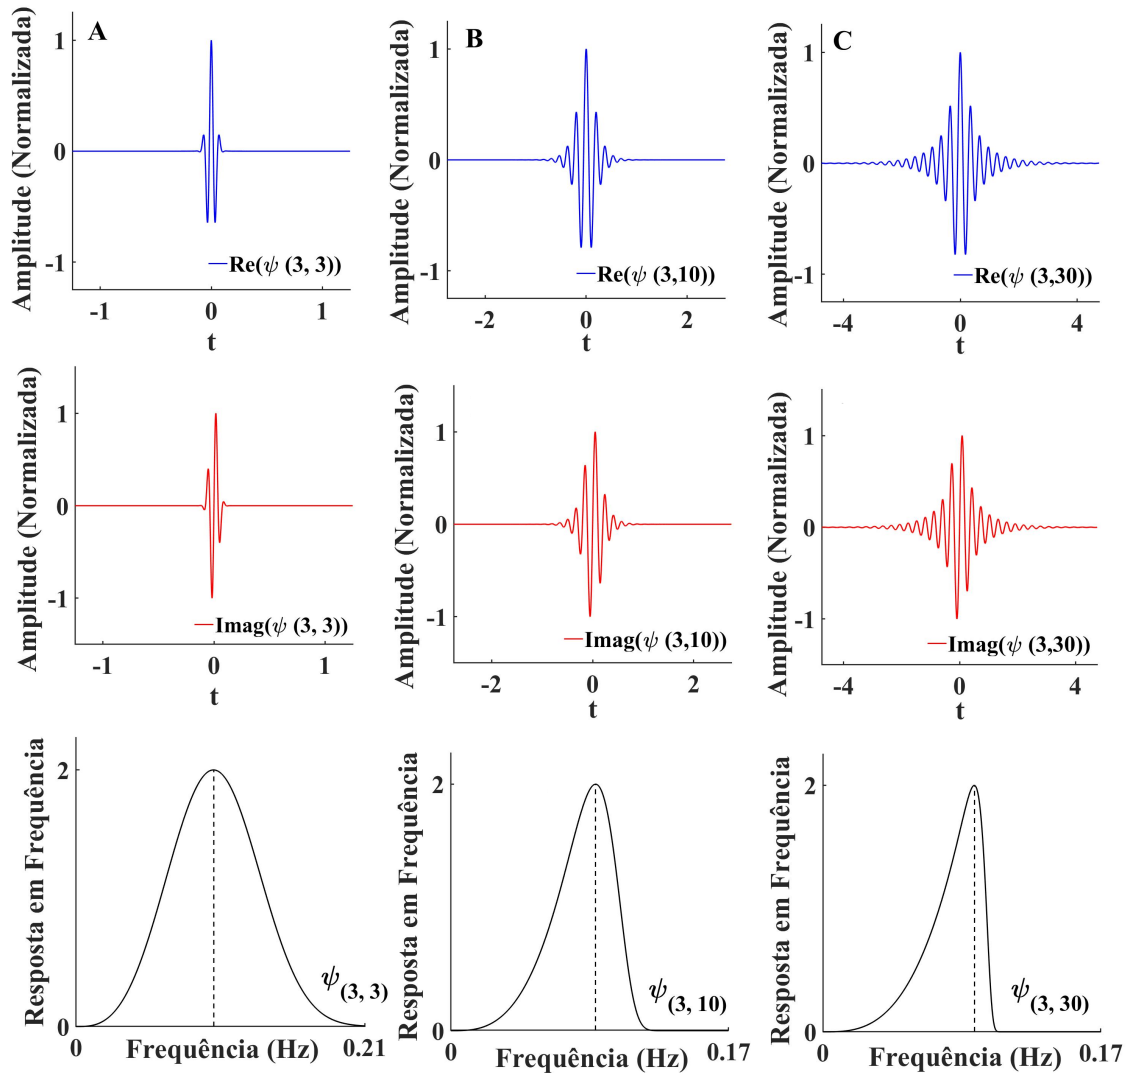 A
Amplitude (Normalizada)
1
0
-1
Re(ψ (3, 3))
-1
0
1
t
B
Amplitude (Normalizada)
1
0
-1
Re(ψ (3,10))
-2
0
2
t
C
Amplitude (Normalizada)
1
0
-1
Re(ψ (3,30))
-4
0
4
t
Amplitude (Normalizada)
1
0
-1
Imag(ψ (3, 3))
-1
0
1
t
Amplitude (Normalizada)
1
0
-1
Imag(ψ (3,10))
-2
0
2
t
Amplitude (Normalizada)
1
0
-1
Imag(ψ (3,30))
-4
0
4
t
Resposta em Frequência
2
0
ψ(3, 3)
0
Frequência (Hz)
0.21
Resposta em Frequência
2
0
ψ(3, 10)
0
Frequência (Hz)
0.17
Resposta em Frequência
2
0
ψ(3, 30)
0
Frequência (Hz)
0.17